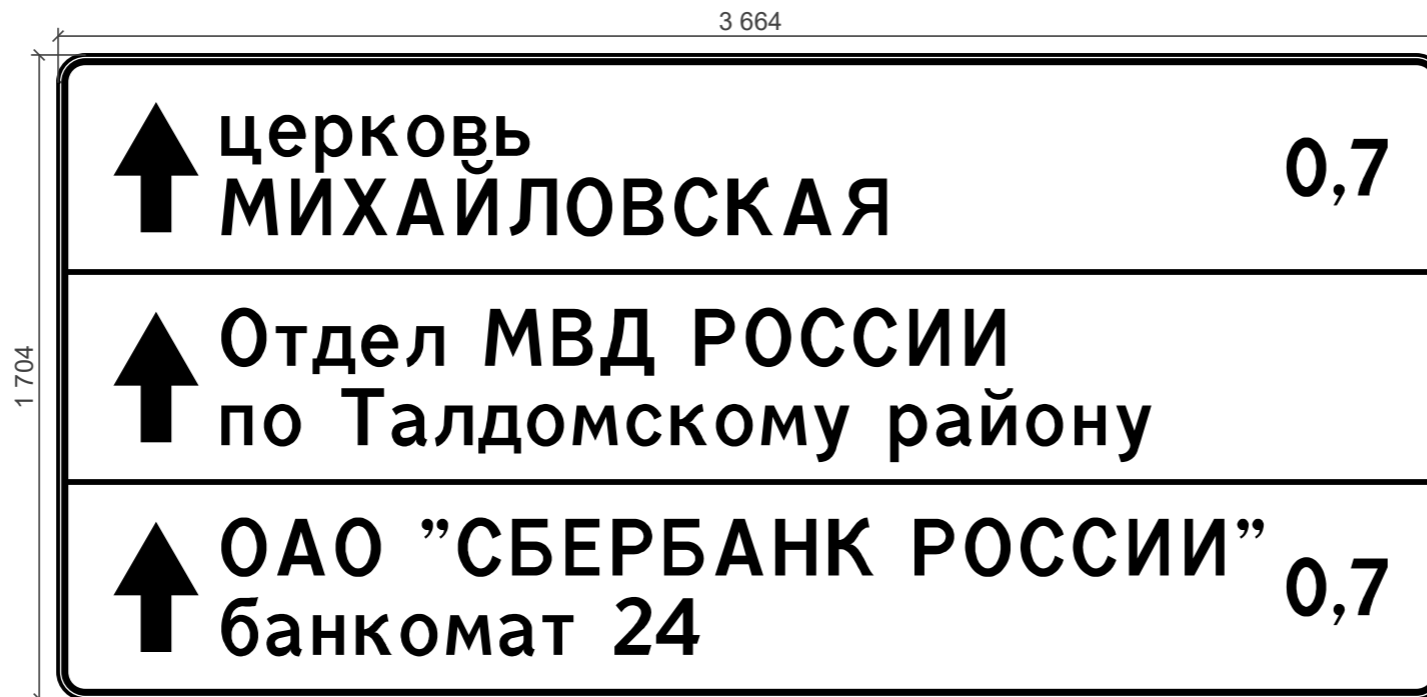 3 664
1 704
церковь
МИХАЙЛОВСКАЯ
0,7
Отдел МВД РОССИИ
по Талдомскому району
ОАО ”СБЕРБАНК РОССИИ”
банкомат 24
0,7